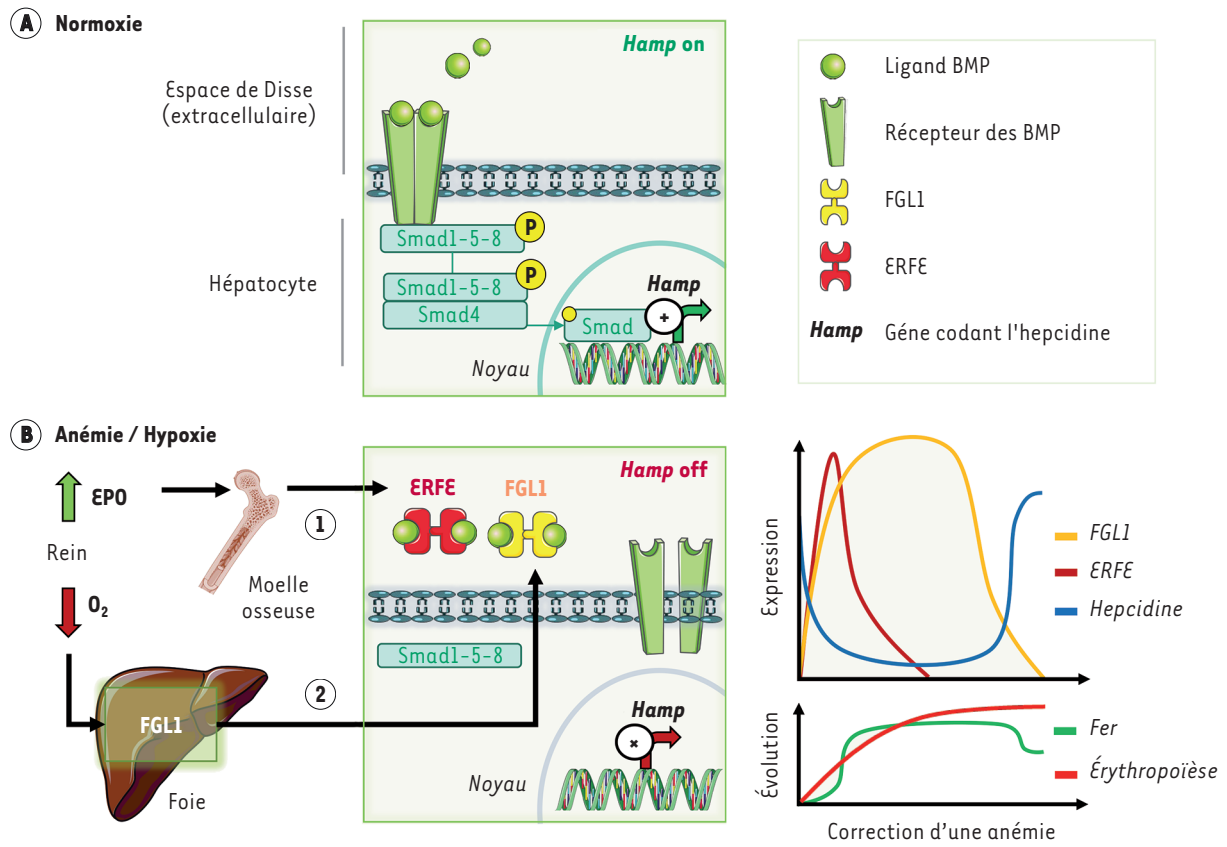 A Normoxie
Espace de Disse
(extracellulaire)
Hépatocyte
Hamp on
Smad1-5-8
P
Smad1-5-8
P
Smad4
Smad
+
Hamp
Noyau
Ligand BMP
Récepteur des BMP
FGL1
ERFE
Hamp Géne codant l'hepcidine
B Anémie / Hypoxie
EPO
Rein
O2
Moelle
osseuse
1
FGL1
Foie
2
Hamp off
ERFE
FGL1
Smad1-5-8
Hamp
×
Noyau
Expression
FGL1
ERFE
Hepcidine
Évolution
Fer
Érythropoïèse
Correction d'une anémie